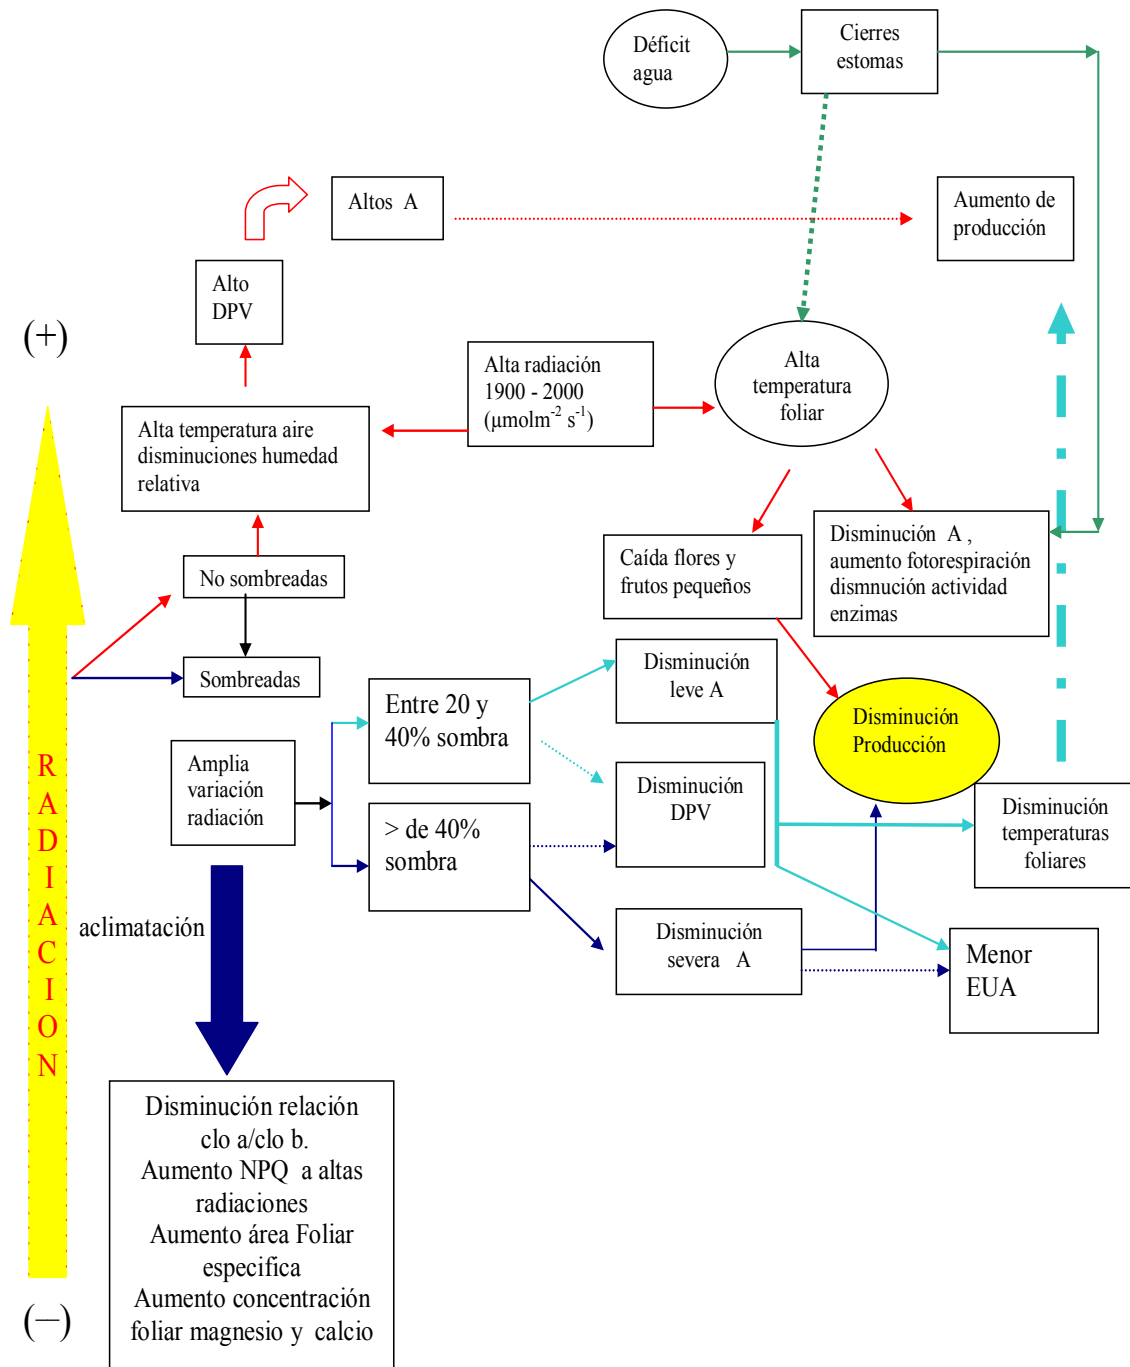 Déficit
agua
Cierres
estomas
Altos A
Aumento de
producción
Alto
DPV
(+)
Alta radiación
1900 - 2000
(μmolm⁻² s⁻¹)
Alta
temperatura
foliar
Alta temperatura aire
disminuciones humedad
relativa
No sombreadas
Sombreadas
Caída flores y
frutos pequeños
Disminución A ,
aumento fotorespiración
dismnución actividad
enzimas
Disminución
leve A
Entre 20 y
40% sombra
Disminución
Producción
Amplia
variación
radiación
Disminución
DPV
> de 40%
sombra
Disminución
temperaturas
foliares
RADIACION
aclimatación
Disminución
severa A
Menor
EUA
Disminución relación
clo a/clo b.
Aumento NPQ a altas
radiaciones
Aumento área Foliar
especifica
Aumento concentración
foliar magnesio y calcio
(—)